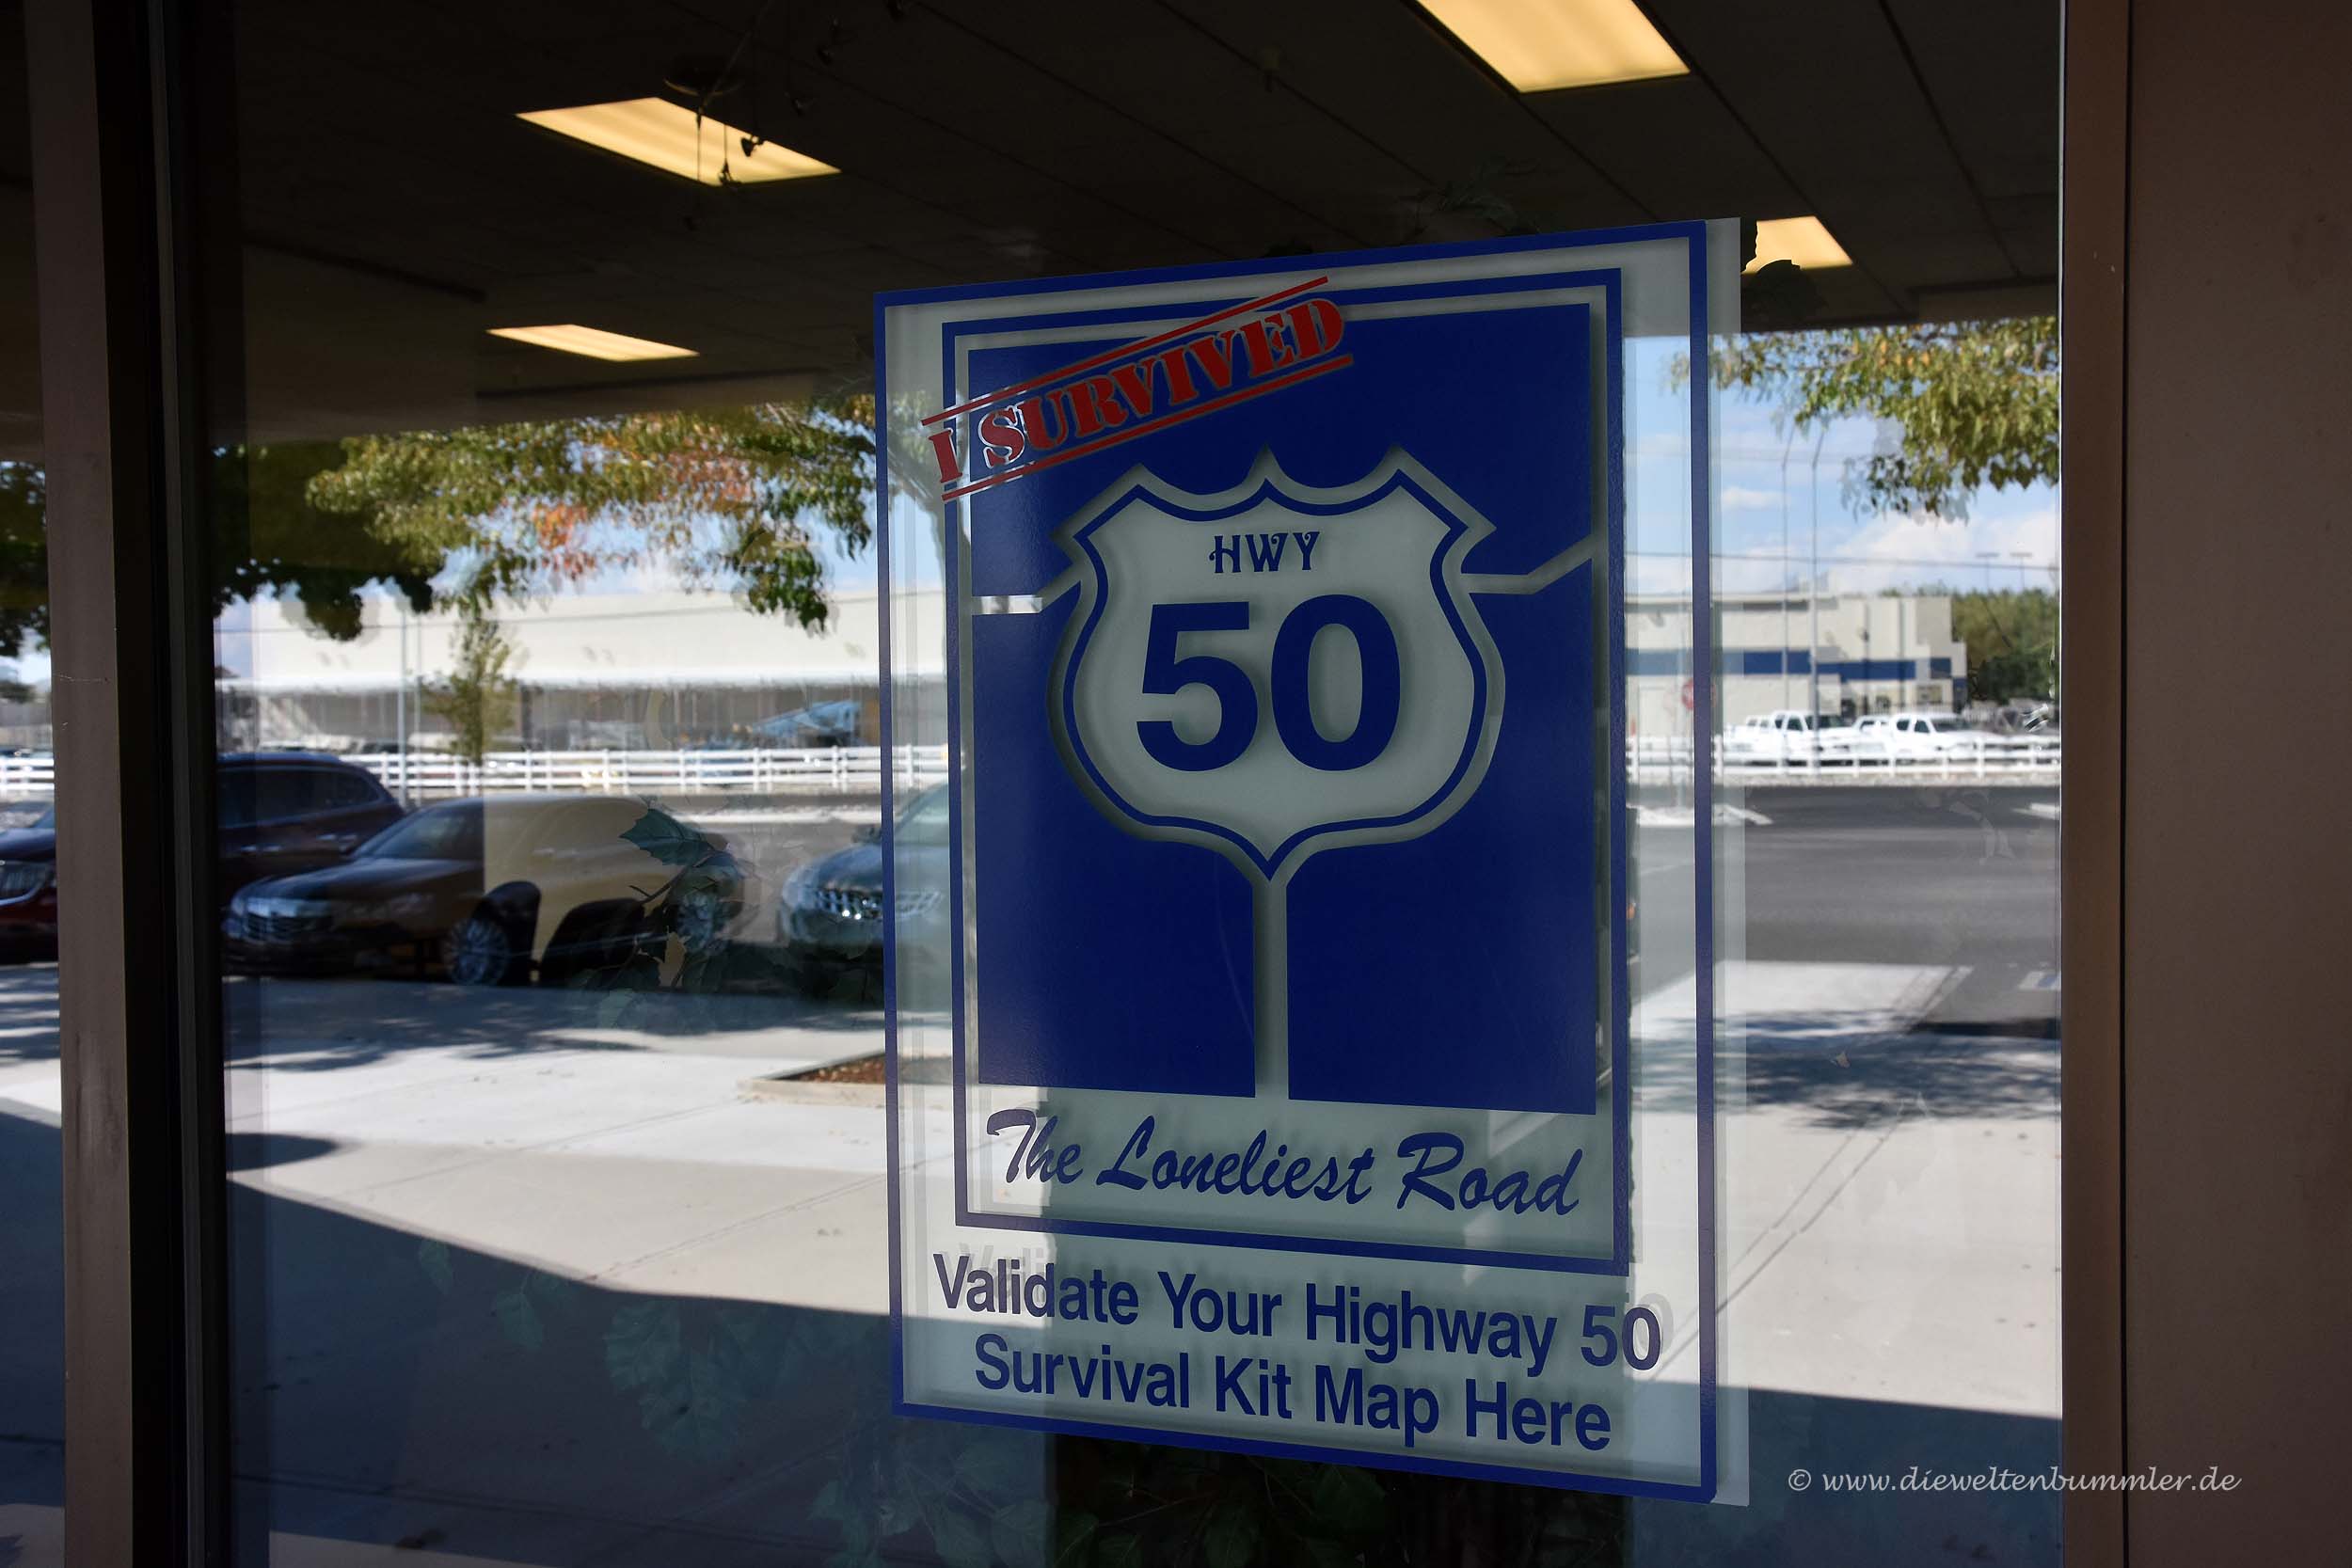 I SURVIVED
HWY
50
The Loneliest Road
Validate Your Highway 50
Survival Kit Map Here
© www.dieweltenbummler.de